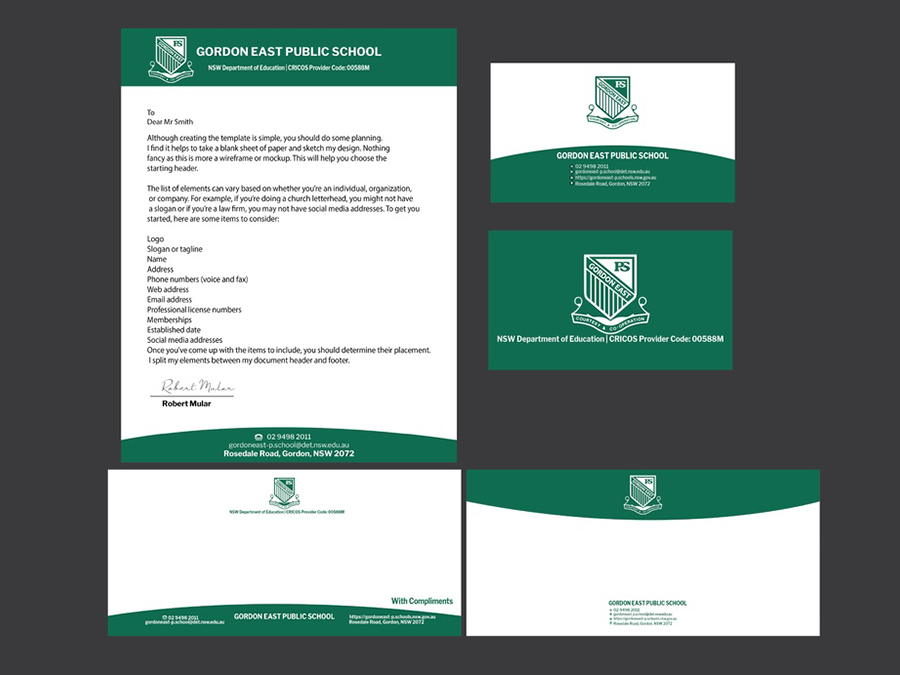 PS
GORDON EAST
GORDON EAST PUBLIC SCHOOL
NSW Department of Education | CRICOS Provider Code: 00588M
To
Dear Mr Smith
Although creating the template is simple, you should do some planning.
I find it helps to take a blank sheet of paper and sketch my design. Nothing
fancy as this is more a wireframe or mockup. This will help you choose the
starting header.
The list of elements can vary based on whether you're an individual, organization,
or company. For example, if you're doing a church letterhead, you might not have
a slogan or if you're a law firm, you may not have social media addresses. To get you
started, here are some items to consider:
Logo
Slogan or tagline
Name
Address
Phone numbers (voice and fax)
Web address
Email address
Professional license numbers
Memberships
Established date
Social media addresses
Once you've come up with the items to include, you should determine their placement.
I split my elements between my document header and footer.
Robert Mular
Robert Mular
02 9498 2011
gordoneast-p.school@det.nsw.edu.au
Rosedale Road, Gordon, NSW 2072
PS
GORDON EAST
COURTESY & CO-OPERATION
GORDON EAST PUBLIC SCHOOL
02 9498 2011
gordoneast-p.school@det.nsw.edu.au
https://gordoneast-p.schools.nsw.gov.au
Rosedale Road, Gordon, NSW 2072
PS
GORDON EAST
COURTESY & CO-OPERATION
NSW Department of Education | CRICOS Provider Code: 00588M
PS
GORDON EAST
NSW Department of Education | CRICOS Provider Code: 00588M
With Compliments
02 9498 2011
gordoneast-p.school@det.nsw.edu.au
GORDON EAST PUBLIC SCHOOL
https://gordoneast-p.schools.nsw.gov.au
Rosedale Road, Gordon, NSW 2072
PS
GORDON EAST
GORDON EAST PUBLIC SCHOOL
02 9498 2011
gordoneast-p.school@det.nsw.edu.au
https://gordoneast-p.schools.nsw.gov.au
Rosedale Road, Gordon, NSW 2072